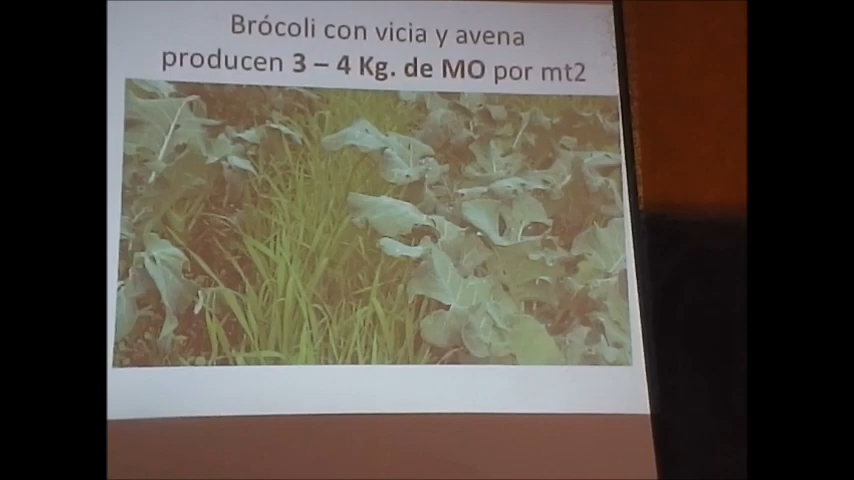 Brócoli con vicia y avena
producen 3 – 4 Kg. de MO por mt2